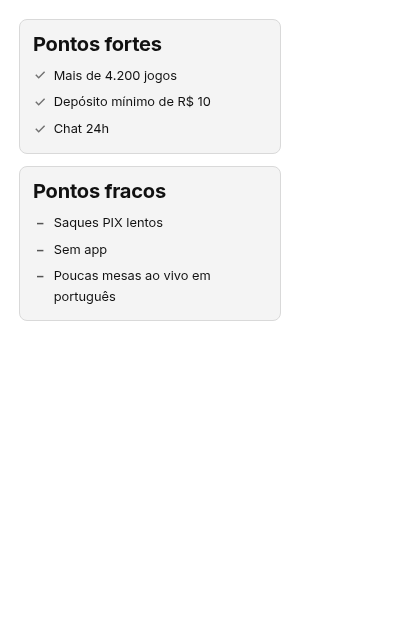 Pontos fortes
Mais de 4.200 jogos
Depósito mínimo de R$ 10
Chat 24h
Pontos fracos
Saques PIX lentos
Sem app
Poucas mesas ao vivo em
português